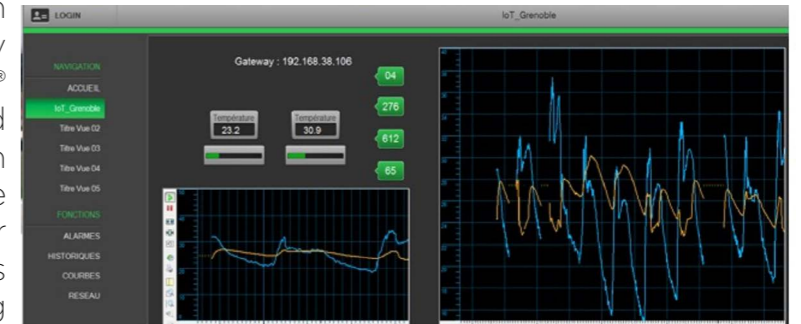 LOGIN
IoT_Grenoble
NAVIGATION
ACCUEIL
IoT_Grenoble
Titre Vue 02
Titre Vue 03
Titre Vue 04
Titre Vue 05
FONCTIONS
ALARMES
HISTORIQUES
COURBES
RESEAU
Gateway : 192.168.38.106
04
276
612
65
Température
23.2
Température
30.9